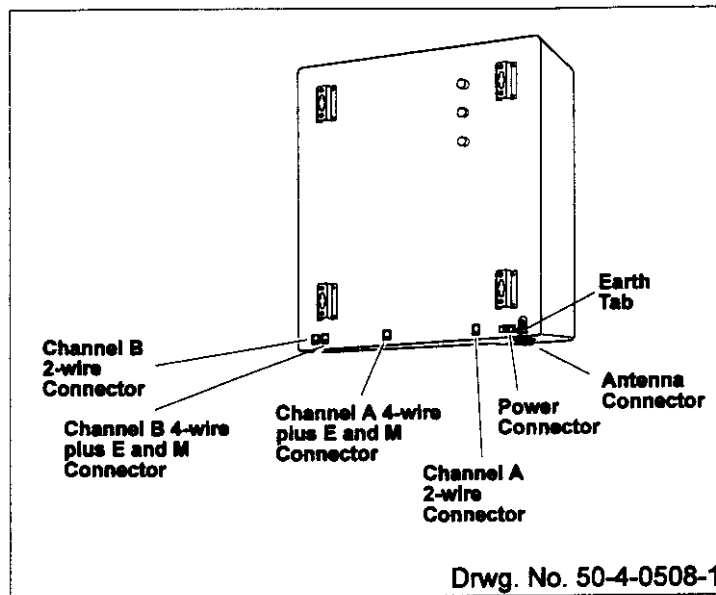 Earth
Tab
Channel B
2-wire
Connector
Antenna
Connector
Power
Connector
Channel A 4-wire
plus E and M
Connector
Channel B 4-wire
plus E and M
Connector
Channel A
2-wire
Connector
Drwg. No. 50-4-0508-1